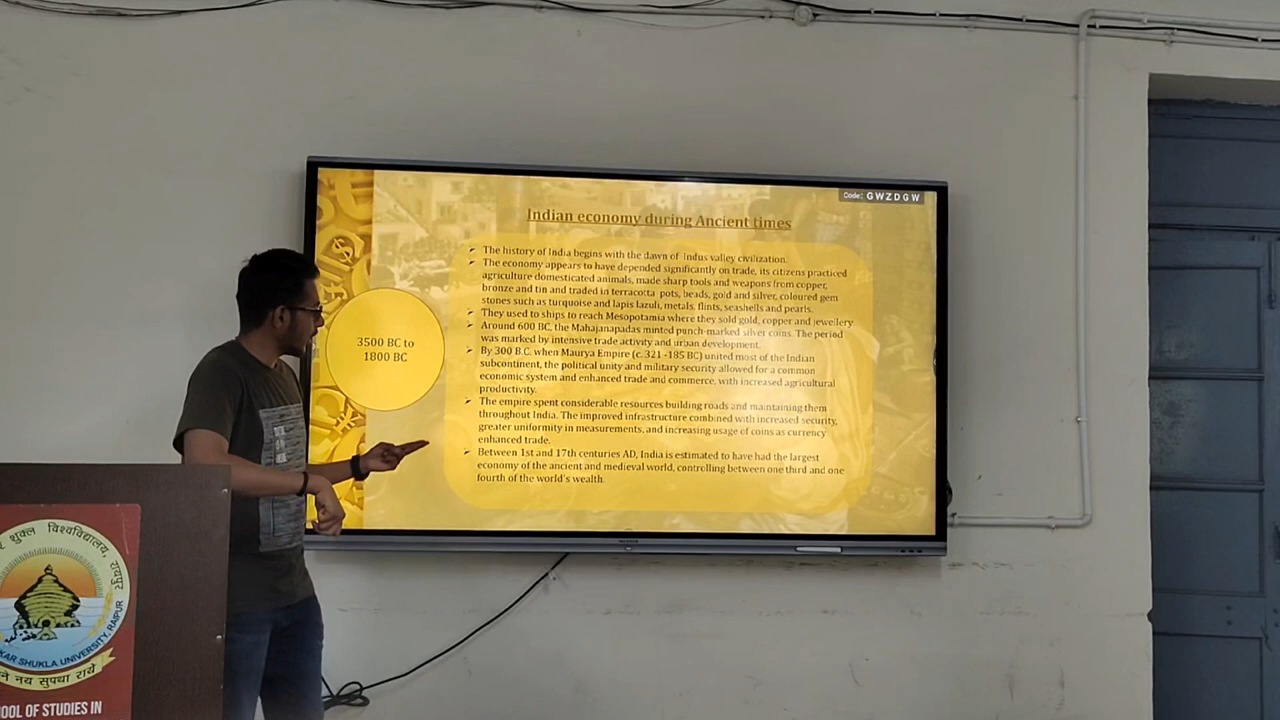 Code: GWZDGW
Indian economy during Ancient times
➢ The history of India begins with the dawn of Indus valley civilization.
➢ The economy appears to have depended significantly on trade, its citizens practiced
agriculture domesticated animals, made sharp tools and weapons from copper,
bronze and tin and traded in terracotta pots, beads, gold and silver, coloured gem
stones such as turquoise and lapis lazuli, metals, flints, seashells and pearls.
➢ They used to ships to reach Mesopotamia where they sold gold, copper and jewellery.
➢ Around 600 BC, the Mahajanapadas minted punch-marked silver coins. The period
was marked by intensive trade activity and urban development.
➢ By 300 B.C. when Maurya Empire (c. 321 -185 BC) united most of the Indian
subcontinent, the political unity and military security allowed for a common
economic system and enhanced trade and commerce, with increased agricultural
productivity.
➢ The empire spent considerable resources building roads and maintaining them
throughout India. The improved infrastructure combined with increased security,
greater uniformity in measurements, and increasing usage of coins as currency
enhanced trade.
➢ Between 1st and 17th centuries AD, India is estimated to have had the largest
economy of the ancient and medieval world, controlling between one third and one
fourth of the world's wealth.
3500 BC to
1800 BC
र शुक्ल विश्वविद्यालय, रायपुर
KAR SHUKLA UNIVERSITY, RAIPUR
ने नय सुपथा राये
OOL OF STUDIES IN